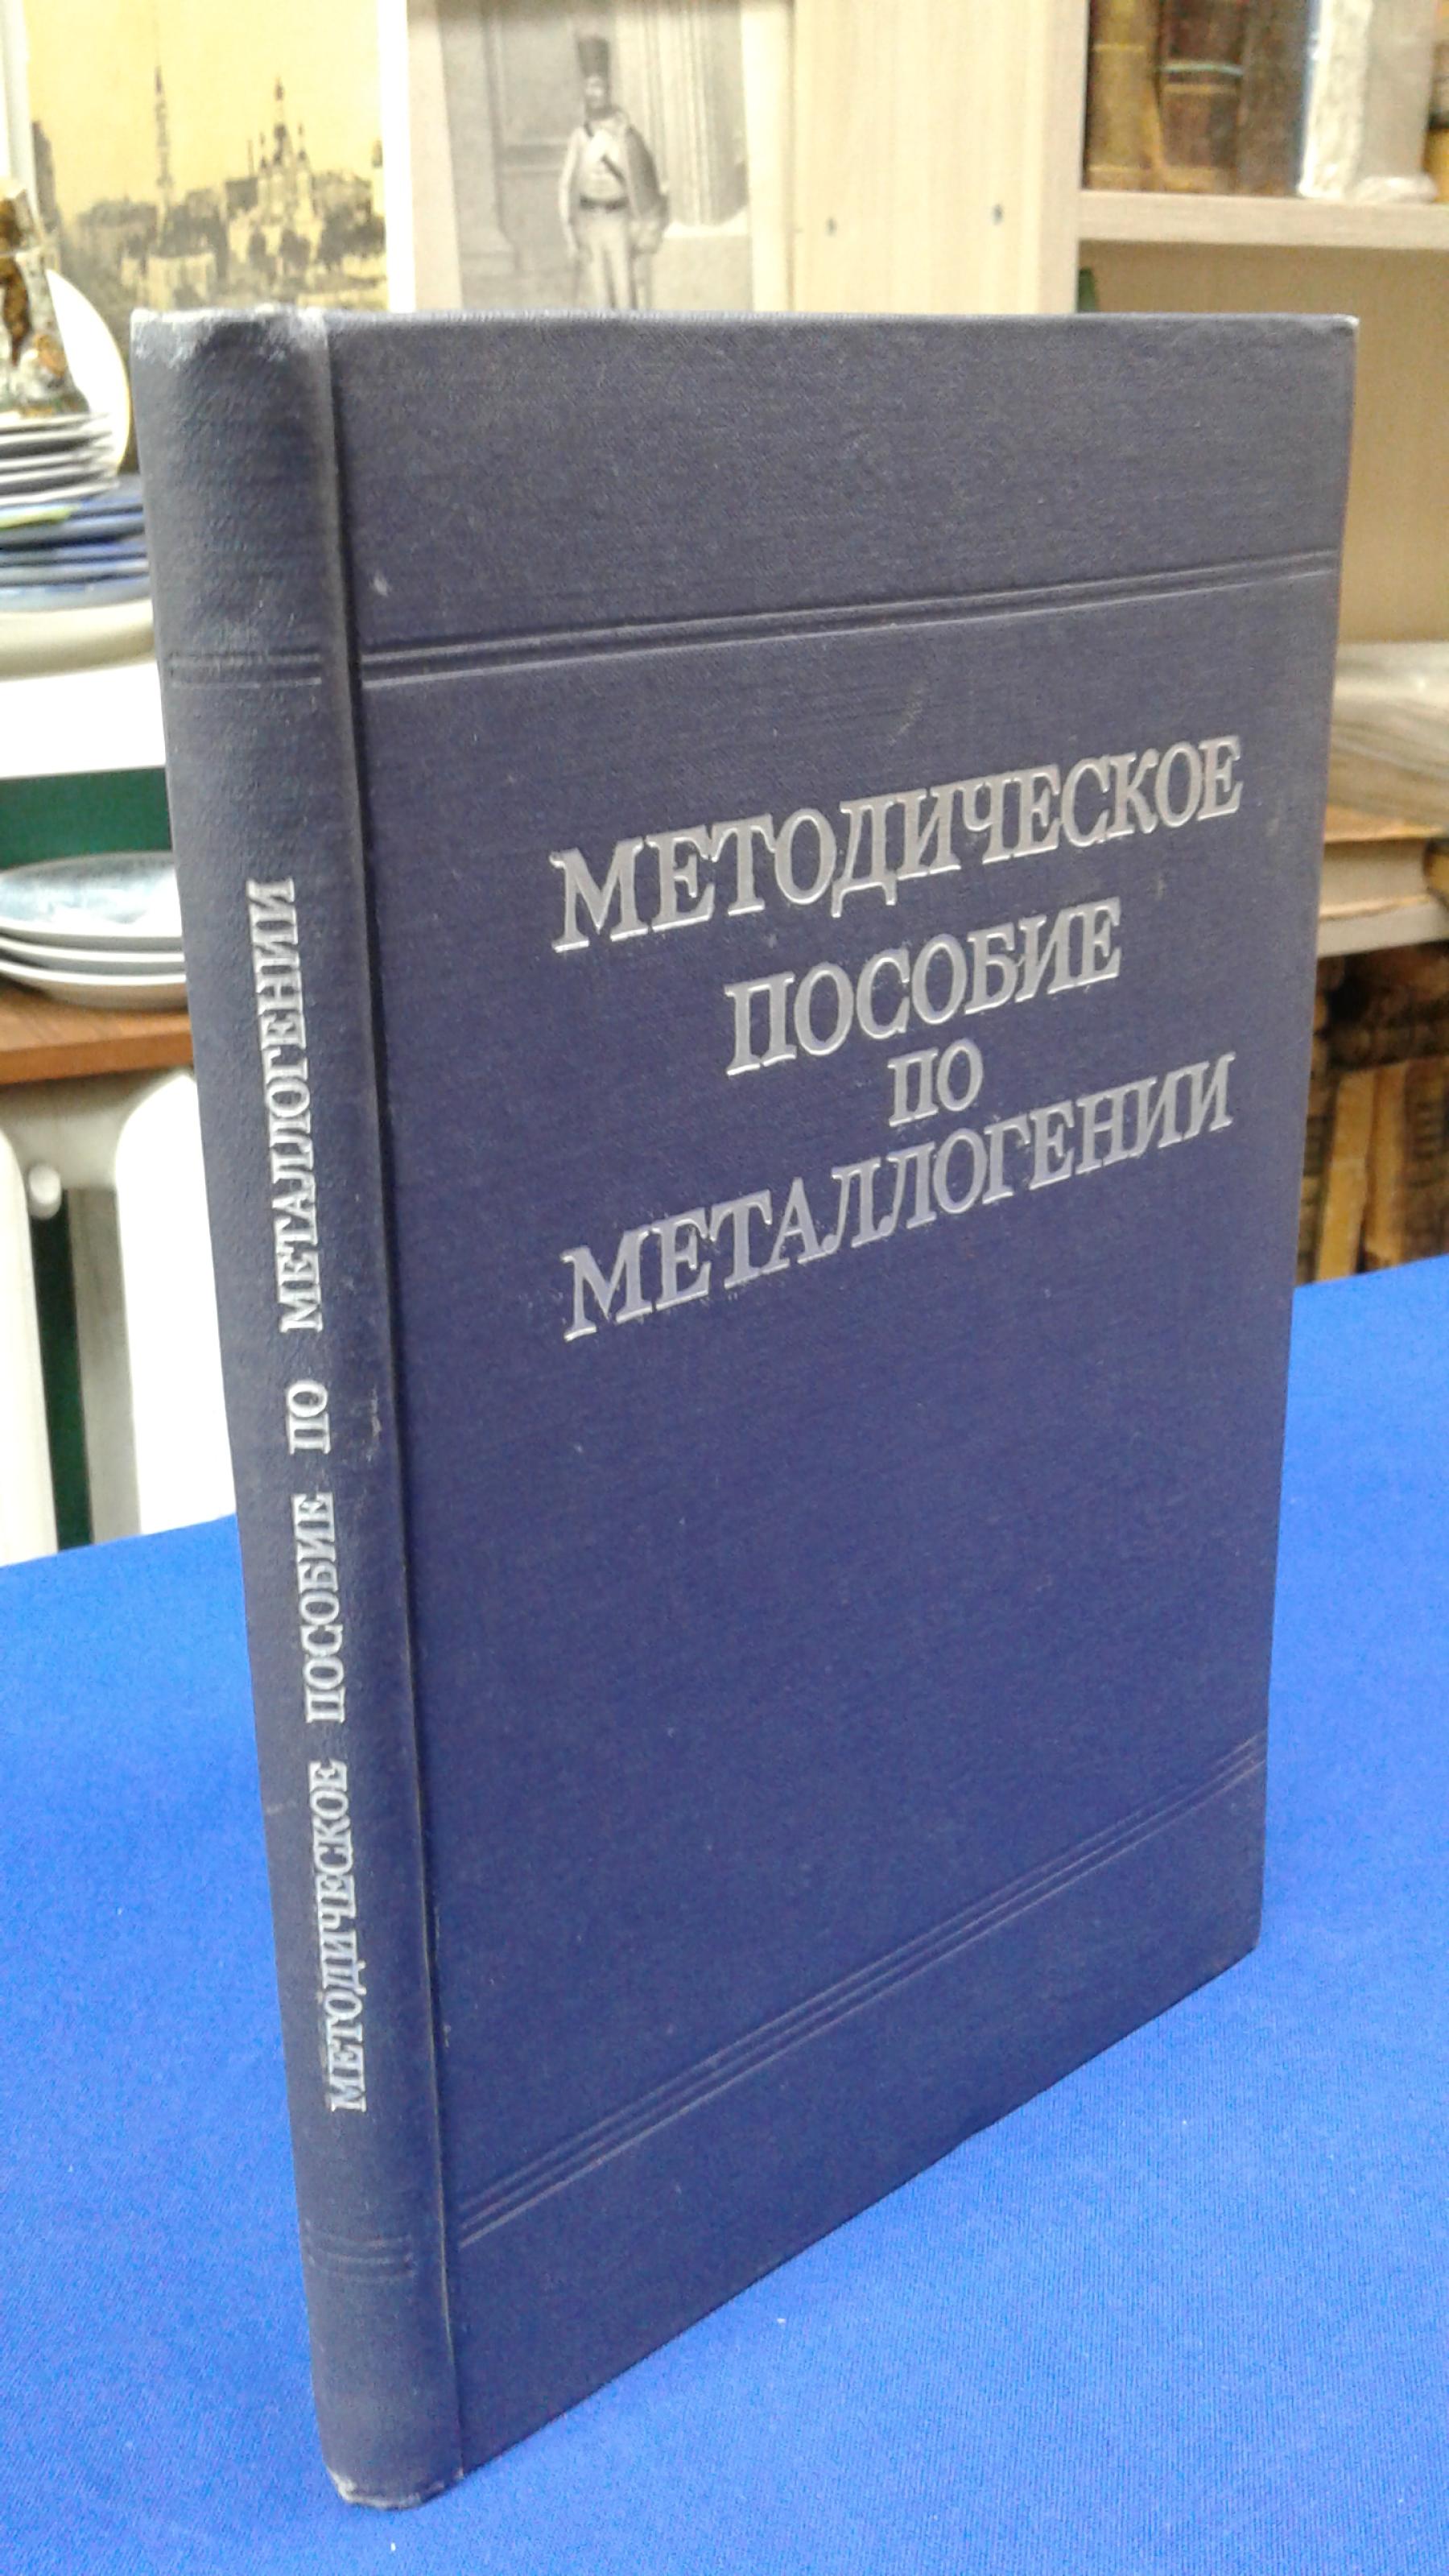 МЕТОДИЧЕСКОЕ
ПОСОБИЕ
ПО
МЕТАЛЛОГЕНИИ
МЕТОДИЧЕСКОЕ ПОСОБИЕ ПО МЕТАЛЛОГЕНИИ